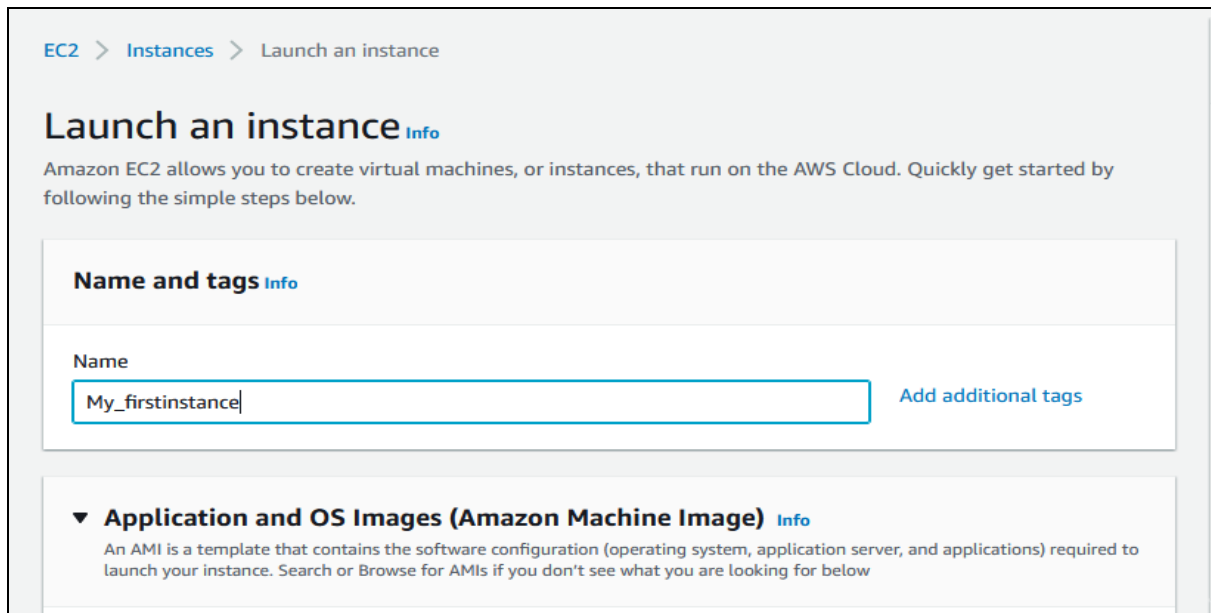 EC2 > Instances > Launch an instance
Launch an instance Info
Amazon EC2 allows you to create virtual machines, or instances, that run on the AWS Cloud. Quickly get started by
following the simple steps below.
Name and tags Info
Name
My_firstinstance
Add additional tags
Application and OS Images (Amazon Machine Image) Info
An AMI is a template that contains the software configuration (operating system, application server, and applications) required to
launch your instance. Search or Browse for AMIs if you don't see what you are looking for below